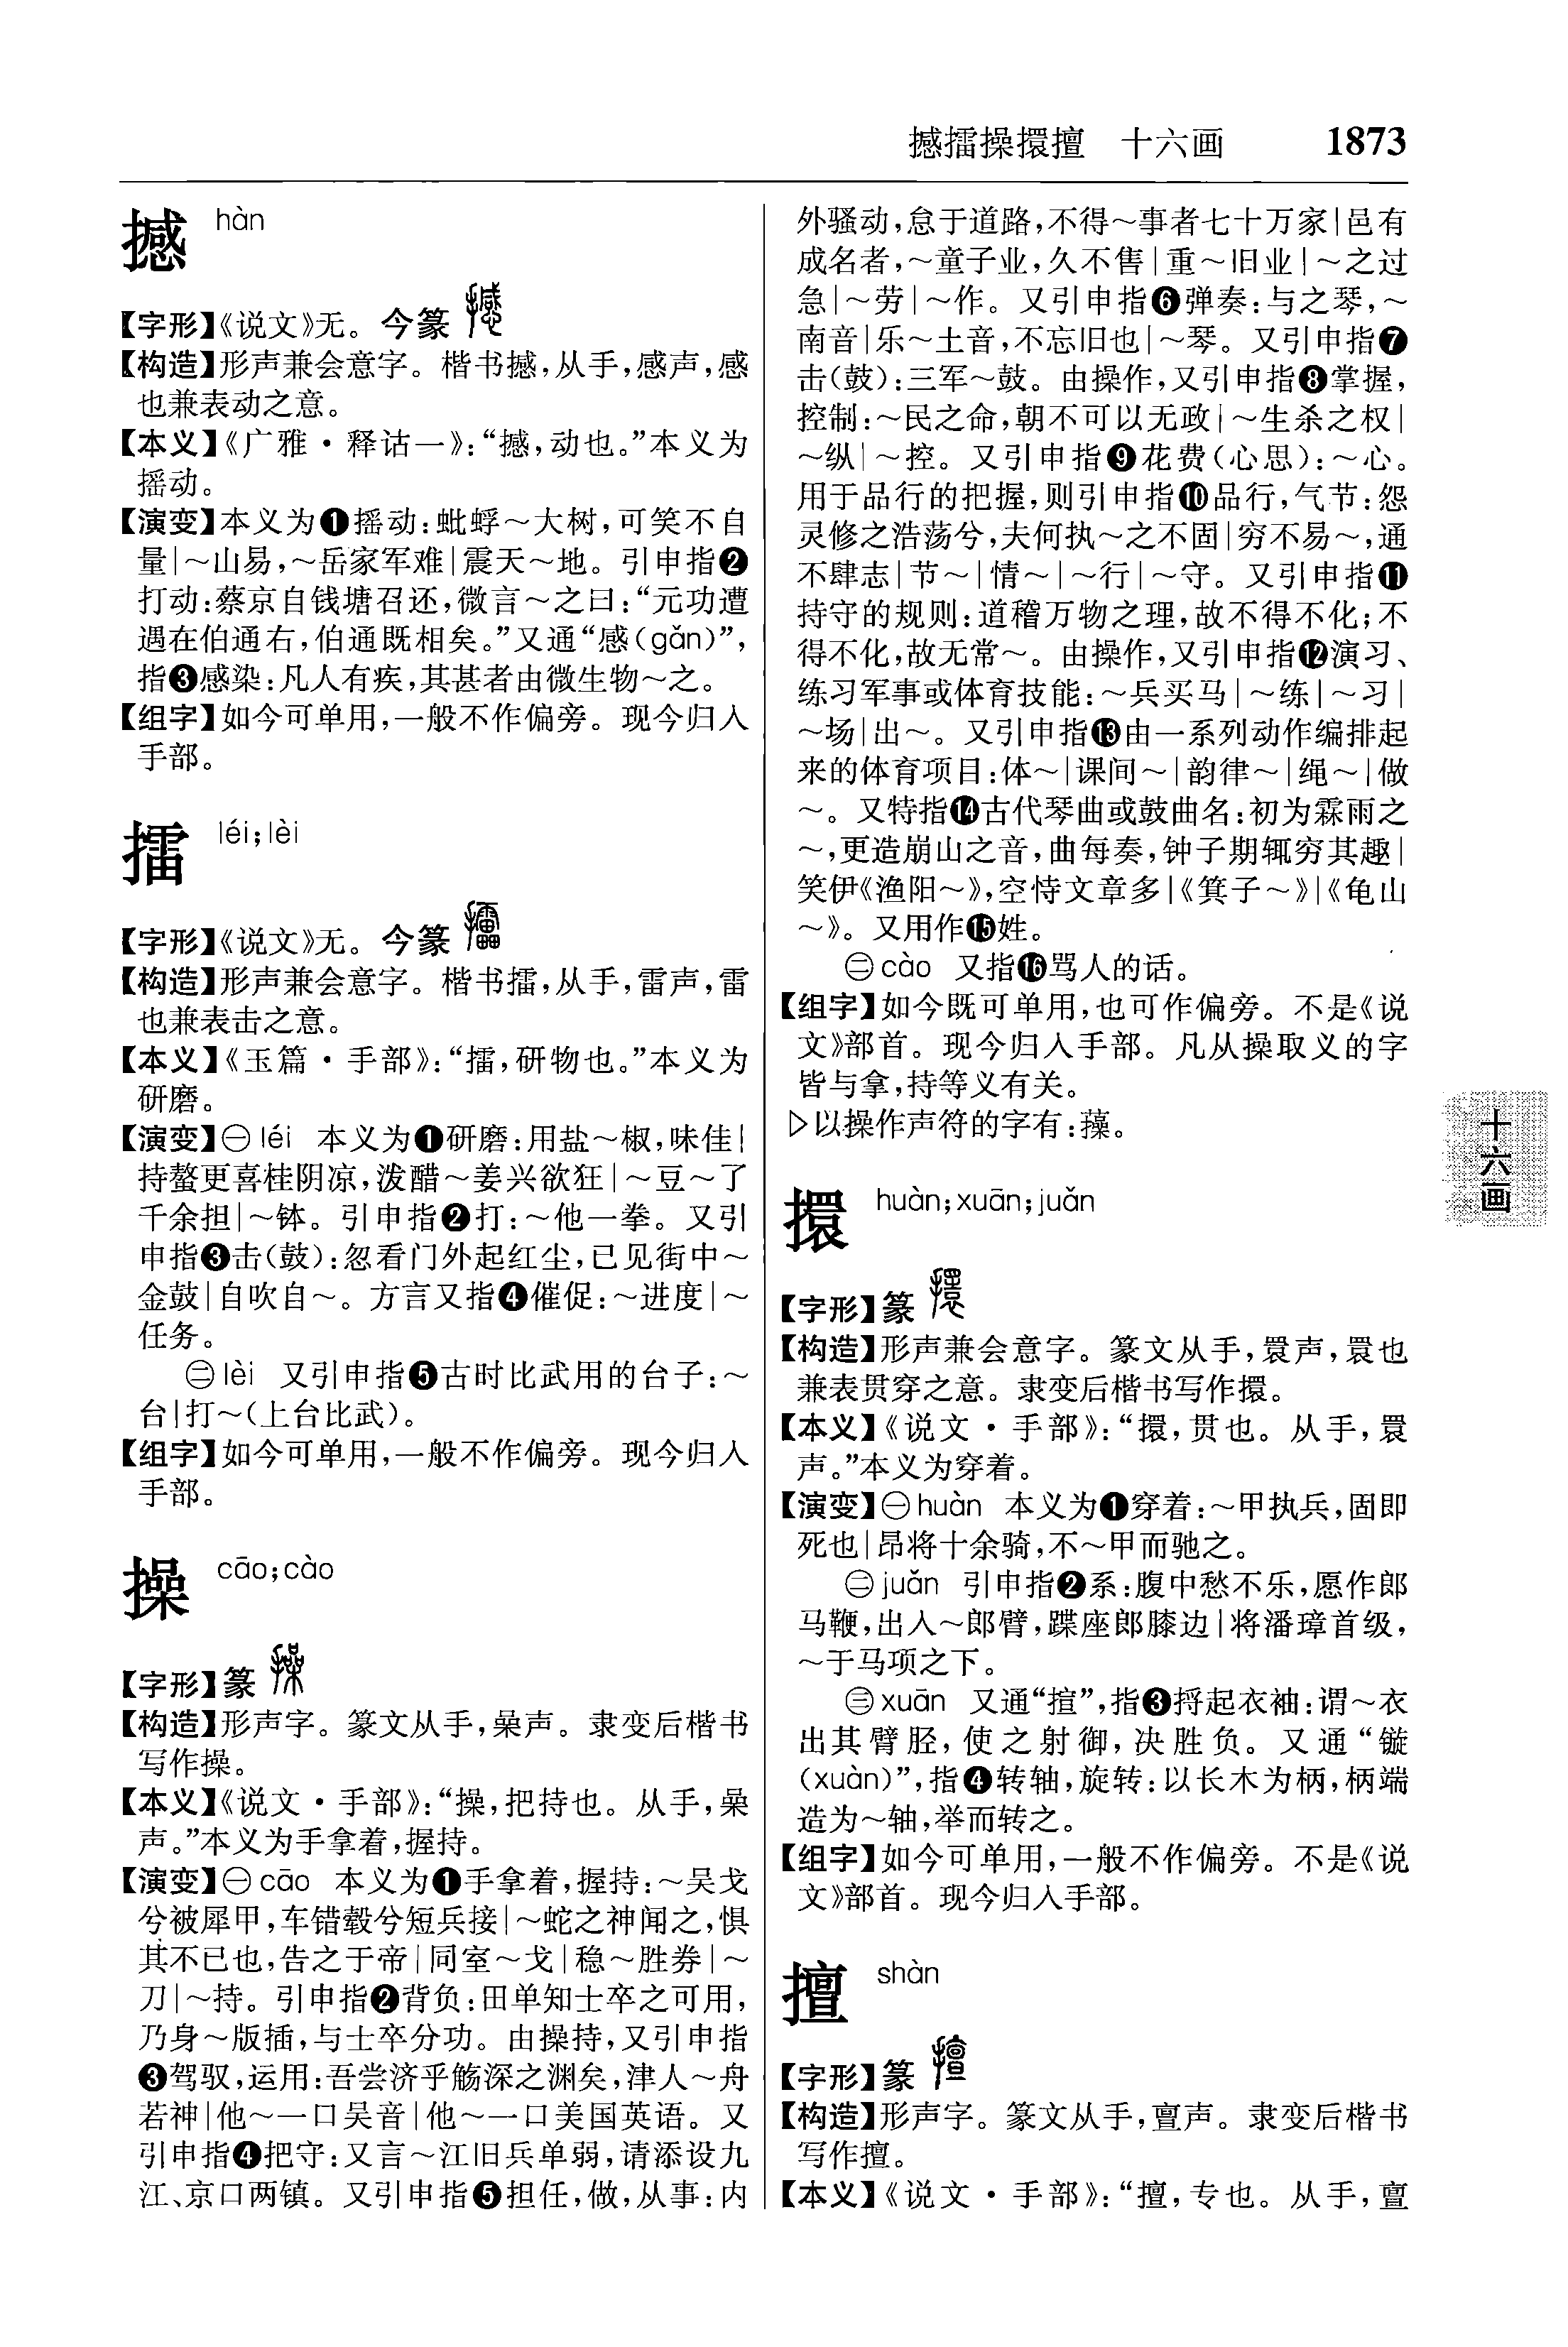 撼擂操擐擅 十六画 1873
撼 hàn
【字形】《说文》无。今篆
【构造】形声兼会意字。楷书撼,从手,感声,感
也兼表动之意。
【本义】《广雅·释诂一》:“撼,动也。”本义为
摇动。
【演变】本义为❶摇动:蚍蜉～大树,可笑不自
量|～山易,～岳家军难|震天～地。引申指❷
打动:蔡京自钱塘召还,微言～之曰:“元功遭
遇在伯通右,伯通既相矣。”又通“感(gǎn)”,
指❸感染:凡人有疾,其甚者由微生物～之。
【组字】如今可单用,一般不作偏旁。现今归入
手部。
擂 léi;lèi
【字形】《说文》无。今篆
【构造】形声兼会意字。楷书擂,从手,雷声,雷
也兼表击之意。
【本义】《玉篇·手部》:“擂,研物也。”本义为
研磨。
【演变】㊀léi 本义为❶研磨:用盐～椒,味佳|
持螯更喜桂阴凉,泼醋～姜兴欲狂|～豆～了
千余担|～钵。引申指❷打:～他一拳。又引
申指❸击(鼓):忽看门外起红尘,已见街中～
金鼓|自吹自～。方言又指❹催促:～进度|～
任务。
㊁lèi 又引申指❺古时比武用的台子:～
台|打～(上台比武)。
【组字】如今可单用,一般不作偏旁。现今归入
手部。
操 cāo;cào
【字形】篆
【构造】形声字。篆文从手,喿声。隶变后楷书
写作操。
【本义】《说文·手部》:“操,把持也。从手,喿
声。”本义为手拿着,握持。
【演变】㊀cāo 本义为❶手拿着,握持:～吴戈
兮被犀甲,车错毂兮短兵接|～蛇之神闻之,惧
其不已也,告之于帝|同室～戈|稳～胜券|～
刀|～持。引申指❷背负:田单知士卒之可用,
乃身～版插,与士卒分功。由操持,又引申指
❸驾驭,运用:吾尝济乎觞深之渊矣,津人～舟
若神|他～一口吴音|他～一口美国英语。又
引申指❹把守:又言～江旧兵单弱,请添设九
江、京口两镇。又引申指❺担任,做,从事:内
外骚动,怠于道路,不得～事者七十万家|邑有
成名者,～童子业,久不售|重～旧业|～之过
急|～劳|～作。又引申指❻弹奏:与之琴,～
南音|乐～土音,不忘旧也|～琴。又引申指❼
击(鼓):三军～鼓。由操作,又引申指❽掌握,
控制:～民之命,朝不可以无政|～生杀之权|
～纵|～控。又引申指❾花费(心思):～心。
用于品行的把握,则引申指❿品行,气节:怨
灵修之浩荡兮,夫何执～之不固|穷不易～,通
不肆志|节～|情～|～行|～守。又引申指⓫
持守的规则:道稽万物之理,故不得不化;不
得不化,故无常～。由操作,又引申指⓬演习、
练习军事或体育技能:～兵买马|～练|～习|
～场|出～。又引申指⓭由一系列动作编排起
来的体育项目:体～|课间～|韵律～|绳～|做
～。又特指⓮古代琴曲或鼓曲名:初为霖雨之
～,更造崩山之音,曲每奏,钟子期辄穷其趣|
笑伊《渔阳～》,空恃文章多|《箕子～》|《龟山
～》。又用作⓯姓。
㊁cào 又指⓰骂人的话。
【组字】如今既可单用,也可作偏旁。不是《说
文》部首。现今归入手部。凡从操取义的字
皆与拿,持等义有关。
▷以操作声符的字有:藻。
擐 huàn;xuān;juǎn
【字形】篆
【构造】形声兼会意字。篆文从手,睘声,睘也
兼表贯穿之意。隶变后楷书写作擐。
【本义】《说文·手部》:“擐,贯也。从手,睘
声。”本义为穿着。
【演变】㊀huàn 本义为❶穿着:～甲执兵,固即
死也|昂将十余骑,不～甲而驰之。
㊁juǎn 引申指❷系:腹中愁不乐,愿作郎
马鞭,出入～郎臂,蹀座郎膝边|将潘璋首级,
～于马项之下。
㊂xuān 又通“揎”,指❸捋起衣袖:谓～衣
出其臂胫,使之射御,决胜负。又通“镟
(xuàn)”,指❹转轴,旋转:以长木为柄,柄端
造为～轴,举而转之。
【组字】如今可单用,一般不作偏旁。不是《说
文》部首。现今归入手部。
擅 shàn
【字形】篆
【构造】形声字。篆文从手,亶声。隶变后楷书
写作擅。
【本义】《说文·手部》:“擅,专也。从手,亶
十六画